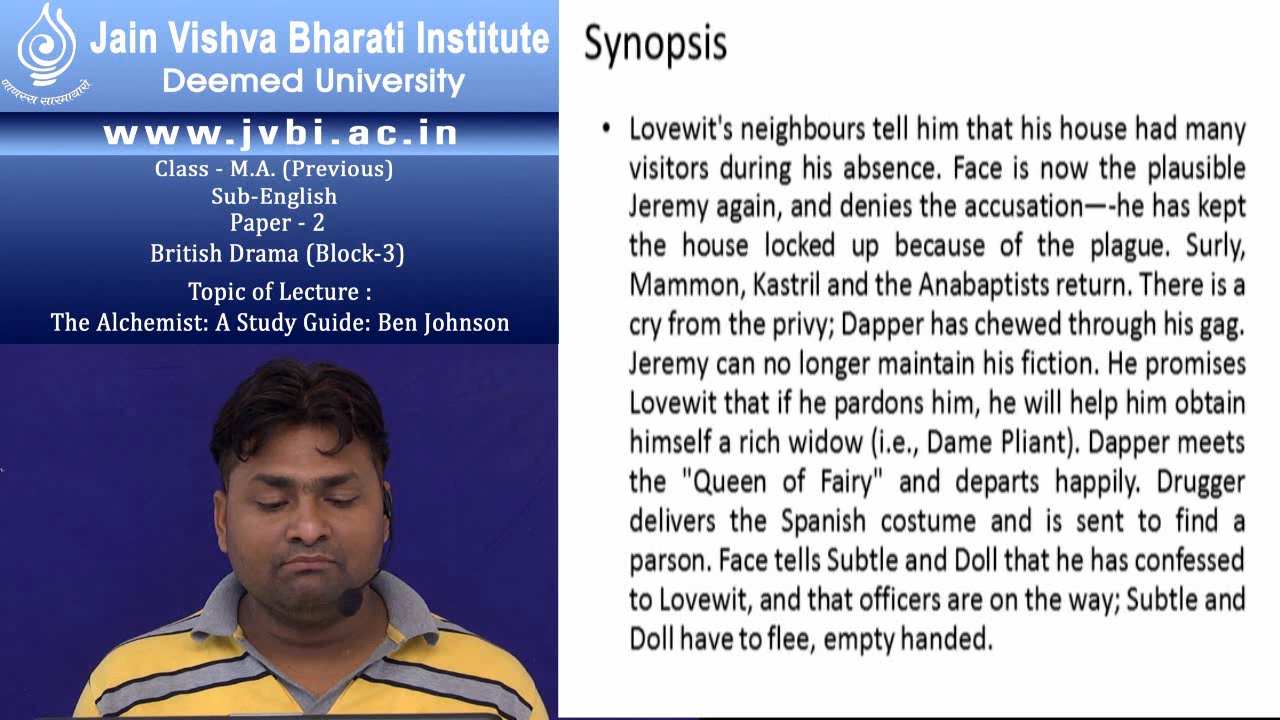 Jain Vishva Bharati Institute
Deemed University
णाणस्स सारमायारो
www.jvbi.ac.in
Class - M.A. (Previous)
Sub-English
Paper - 2
British Drama (Block-3)
Topic of Lecture :
The Alchemist: A Study Guide: Ben Johnson
Synopsis
• Lovewit's neighbours tell him that his house had many
visitors during his absence. Face is now the plausible
Jeremy again, and denies the accusation—-he has kept
the house locked up because of the plague. Surly,
Mammon, Kastril and the Anabaptists return. There is a
cry from the privy; Dapper has chewed through his gag.
Jeremy can no longer maintain his fiction. He promises
Lovewit that if he pardons him, he will help him obtain
himself a rich widow (i.e., Dame Pliant). Dapper meets
the "Queen of Fairy" and departs happily. Drugger
delivers the Spanish costume and is sent to find a
parson. Face tells Subtle and Doll that he has confessed
to Lovewit, and that officers are on the way; Subtle and
Doll have to flee, empty handed.